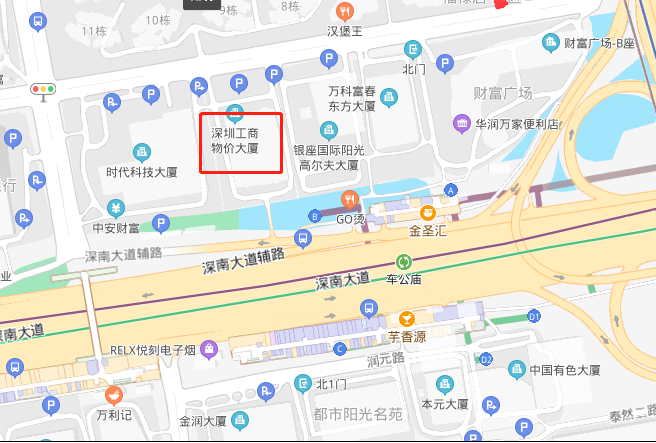 11栋
10栋
9栋
8栋
汉堡王
北门
财富广场-B座
万科富春
东方大厦
财富广场
华润万家便利店
深圳工商
物价大厦
银座国际阳光
高尔夫大厦
时代科技大厦
中安财富
GO烫
B
A
金圣汇
深南大道辅路
深南大道辅路
车公庙
深南大道
深南大道
芋香源
D1
RELX悦刻电子烟
C
润元路
D2
北1门
中国有色大厦
万利记
金润大厦
都市阳光名苑
本元大厦
泰然二路